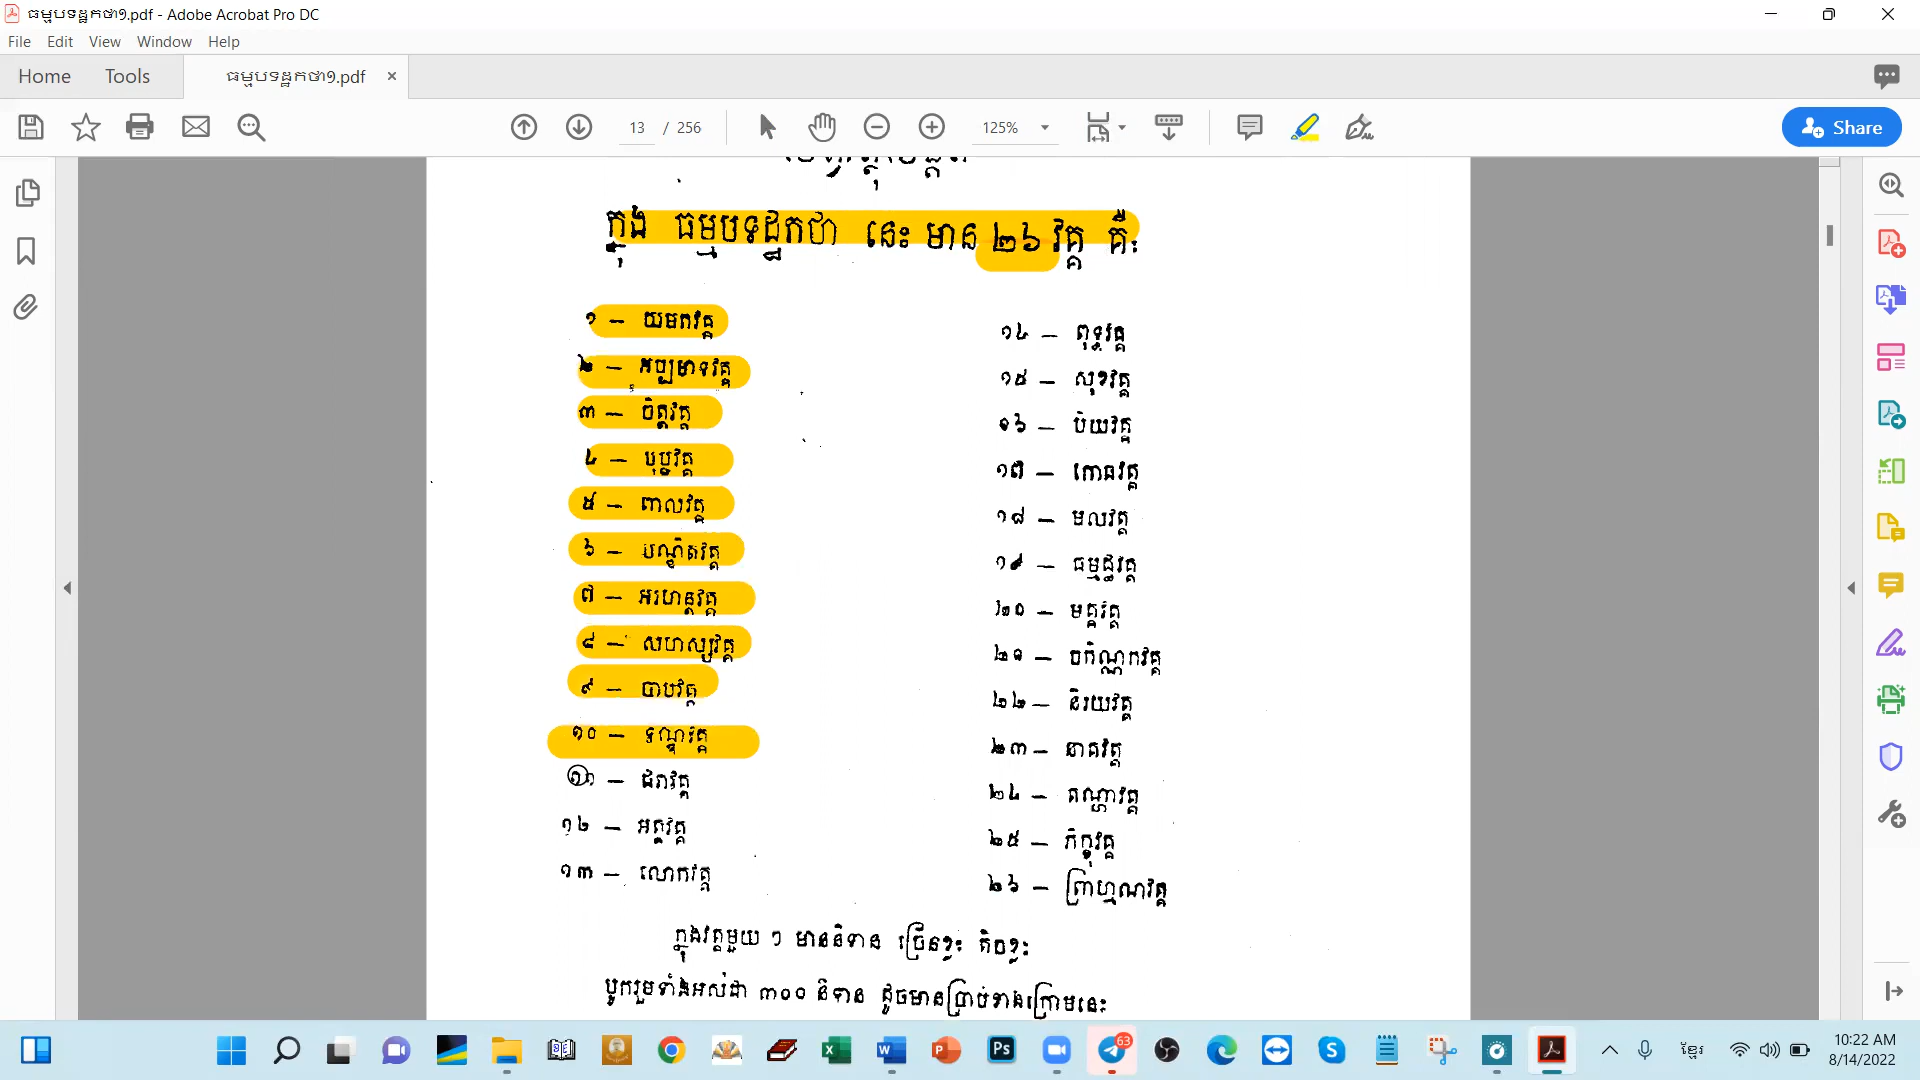 ធម្មបទដ្ឋកថា១.pdf - Adobe Acrobat Pro DC
File Edit View Window Help
Home Tools ធម្មបទដ្ឋកថា១.pdf
13 / 256 125% Share
ក្នុង ធម្មបទដ្ឋកថា នេះ មាន ២៦ វគ្គ គឺៈ
១ — យមកវគ្គ
២ — អប្បមាទវគ្គ
៣ — ចិត្តវគ្គ
៤ — បុប្ផវគ្គ
៥ — ពាលវគ្គ
៦ — បណ្ឌិតវគ្គ
៧ — អរហន្តវគ្គ
៨ — សហស្សវគ្គ
៩ — បាបវគ្គ
១០ — ទណ្ឌវគ្គ
១១ — ជរាវគ្គ
១២ — អត្តវគ្គ
១៣ — លោកវគ្គ
១៤ — ពុទ្ធវគ្គ
១៥ — សុខវគ្គ
១៦ — បិយវគ្គ
១៧ — កោធវគ្គ
១៨ — មលវគ្គ
១៩ — ធម្មដ្ឋវគ្គ
២០ — មគ្គវគ្គ
២១ — បកិណ្ណកវគ្គ
២២ — និរយវគ្គ
២៣ — នាគវគ្គ
២៤ — តណ្ហាវគ្គ
២៥ — ភិក្ខុវគ្គ
២៦ — ព្រាហ្មណវគ្គ
ក្នុងវគ្គមួយ ៗ មាននិទាន ច្រើនខ្លះ តិចខ្លះ
បូករួមទាំងអស់ជា ៣០០ និទាន ដូចមានប្រាប់ខាងក្រោមនេះ
63
ខ្មែរ
10:22 AM
8/14/2022